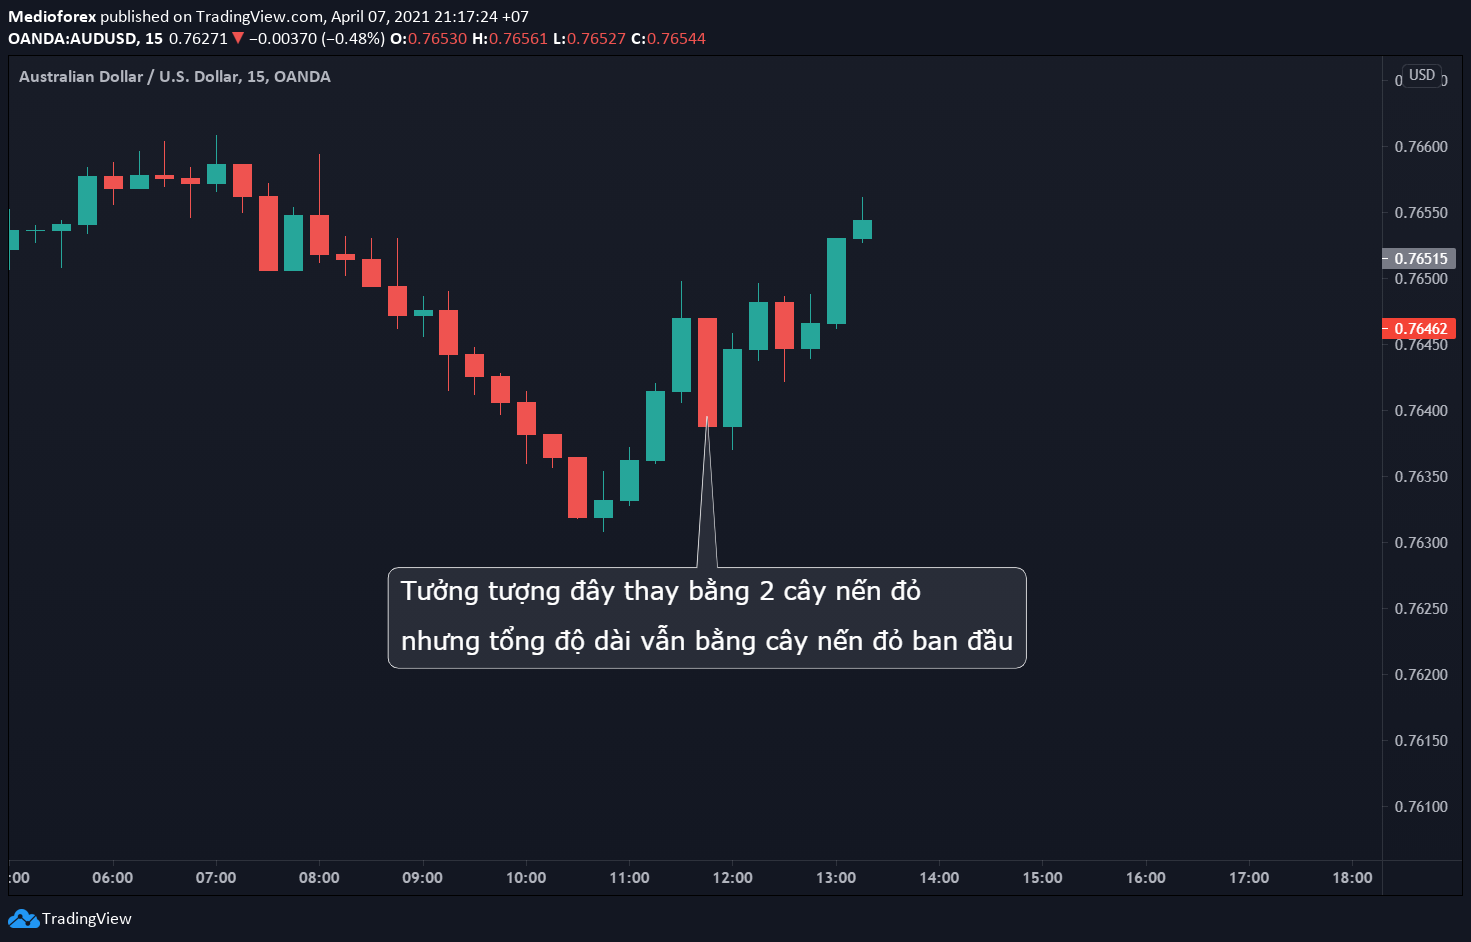 Medioforex published on TradingView.com, April 07, 2021 21:17:24 +07
OANDA:AUDUSD, 15 0.76271 ▼ −0.00370 (−0.48%) O:0.76530 H:0.76561 L:0.76527 C:0.76544
Australian Dollar / U.S. Dollar, 15, OANDA
USD
0.76600
0.76550
0.76515
0.76500
0.76462
0.76450
0.76400
0.76350
0.76300
0.76250
0.76200
0.76150
0.76100
Tưởng tượng đây thay bằng 2 cây nến đỏ
nhưng tổng độ dài vẫn bằng cây nến đỏ ban đầu
:00 06:00 07:00 08:00 09:00 10:00 11:00 12:00 13:00 14:00 15:00 16:00 17:00 18:00
TradingView